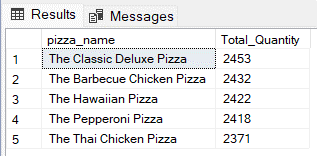 Results Messages
pizza_name Total_Quantity
1 The Classic Deluxe Pizza 2453
2 The Barbecue Chicken Pizza 2432
3 The Hawaiian Pizza 2422
4 The Pepperoni Pizza 2418
5 The Thai Chicken Pizza 2371